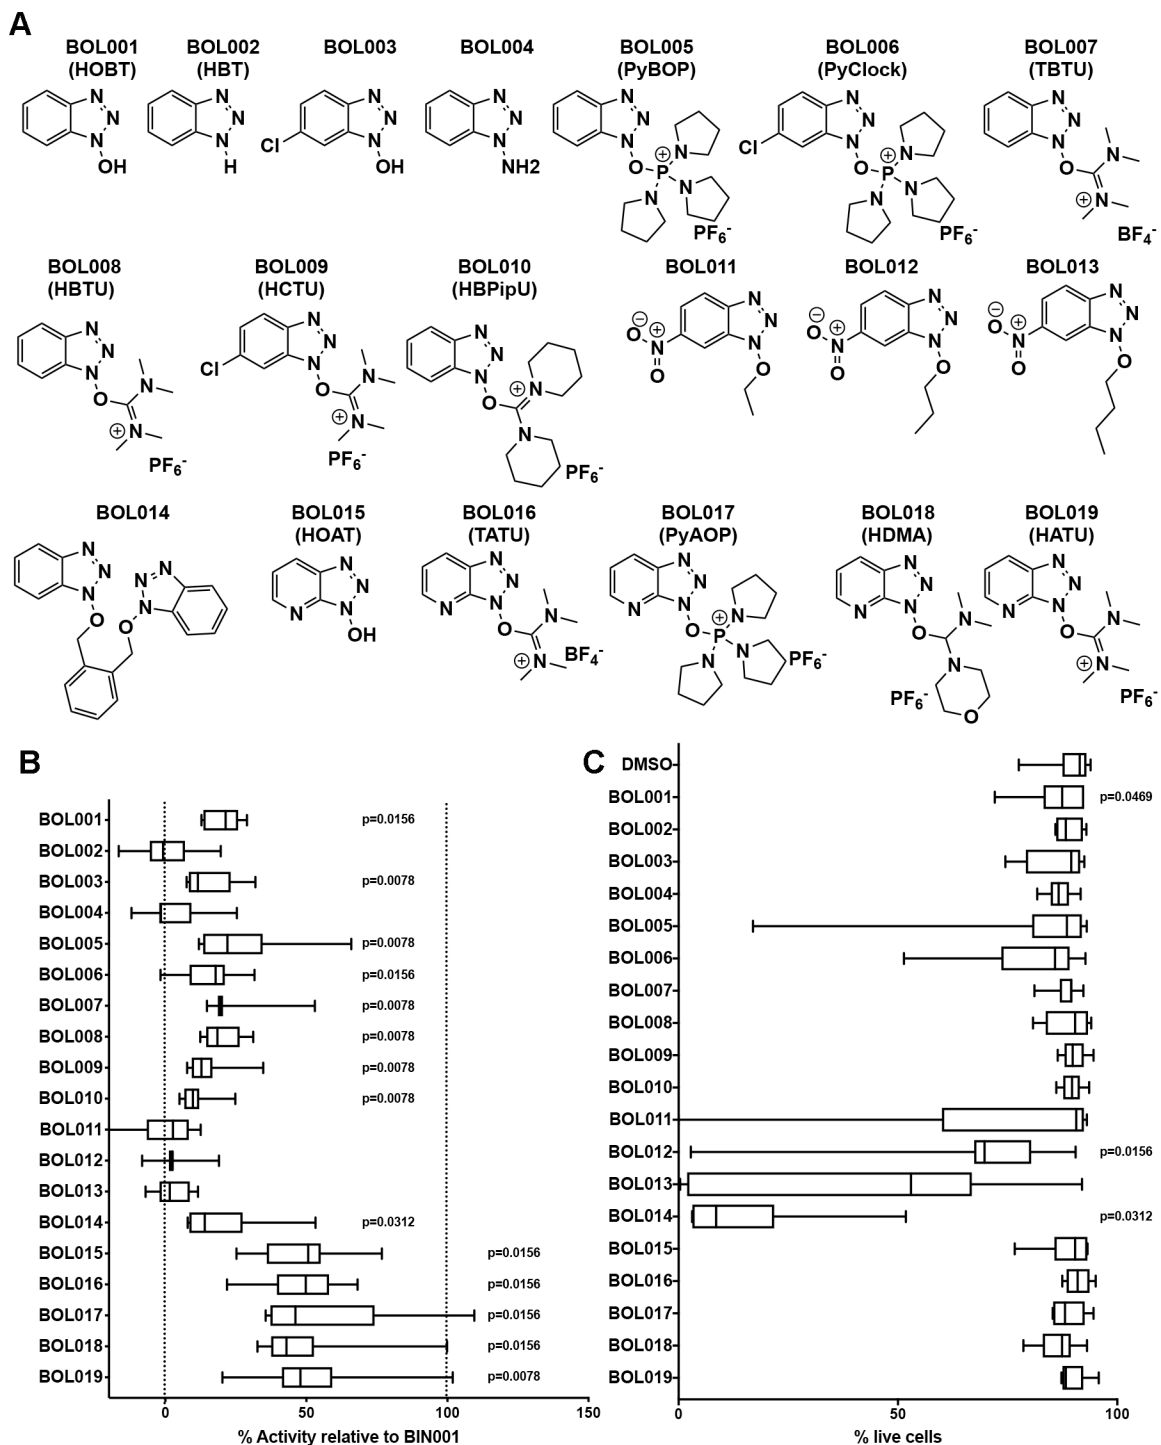 A
BOL001 BOL002 BOL003 BOL004 BOL005 BOL006 BOL007
(HOBT) (HBT) (PyBOP) (PyClock) (TBTU)
N N N N N N N
N N N N N N N
N N Cl N N N Cl N N
OH H OH NH2 O P + N N N O P + N N N O N N +
PF6- PF6- BF4-
BOL008 BOL009 BOL010 BOL011 BOL012 BOL013
(HBTU) (HCTU) (HBPipU)
N N N O N N +
Cl N N N O N N +
N N N O + N N
− O N + O N N N O
− O N + O N N N O
− O N + O N N N O
PF6- PF6- PF6-
BOL014 BOL015 BOL016 BOL017 BOL018 BOL019
(HOAT) (TATU) (PyAOP) (HDMA) (HATU)
N N N O O N N N
N N N N OH
N N N N O N N +
N N N N O P + N N N
N N N N O N N O
N N N N O N N +
BF4- PF6- PF6- PF6-
B
BOL001 p=0.0156
BOL002
BOL003 p=0.0078
BOL004
BOL005 p=0.0078
BOL006 p=0.0156
BOL007 p=0.0078
BOL008 p=0.0078
BOL009 p=0.0078
BOL010 p=0.0078
BOL011
BOL012
BOL013
BOL014 p=0.0312
BOL015 p=0.0156
BOL016 p=0.0156
BOL017 p=0.0156
BOL018 p=0.0156
BOL019 p=0.0078
0 50 100 150
% Activity relative to BIN001
C
DMSO
BOL001 p=0.0469
BOL002
BOL003
BOL004
BOL005
BOL006
BOL007
BOL008
BOL009
BOL010
BOL011
BOL012 p=0.0156
BOL013
BOL014 p=0.0312
BOL015
BOL016
BOL017
BOL018
BOL019
0 50 100
% live cells